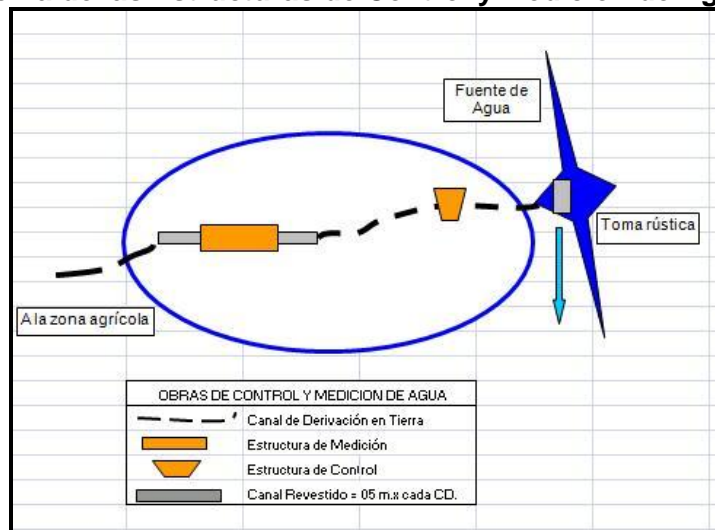 Fuente de
Agua
Toma rústica
A la zona agrícola
OBRAS DE CONTROL Y MEDICION DE AGUA
Canal de Derivación en Tierra
Estructura de Medición
Estructura de Control
Canal Revestido = 05 m.x cada CD.